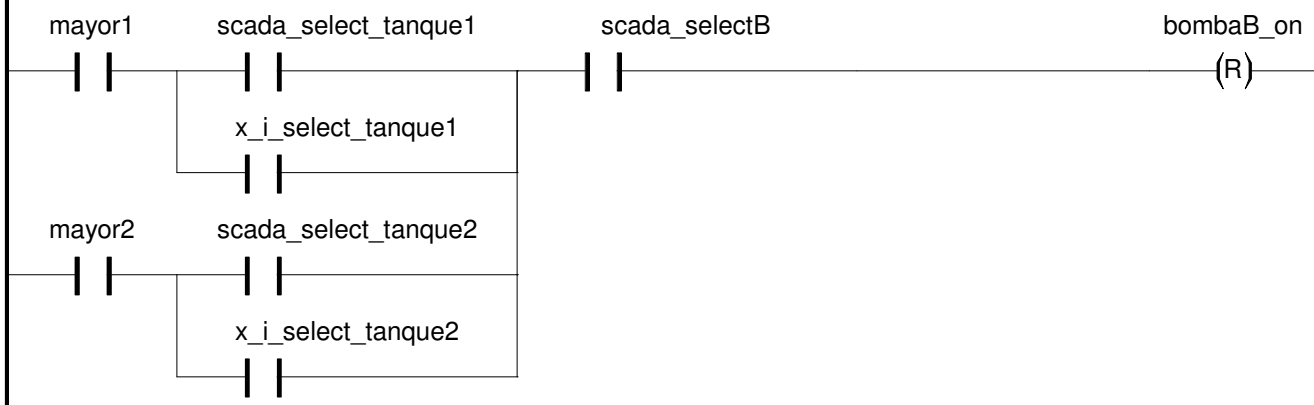 mayor1 scada_select_tanque1 scada_selectB bombaB_on
R
x_i_select_tanque1
mayor2 scada_select_tanque2
x_i_select_tanque2